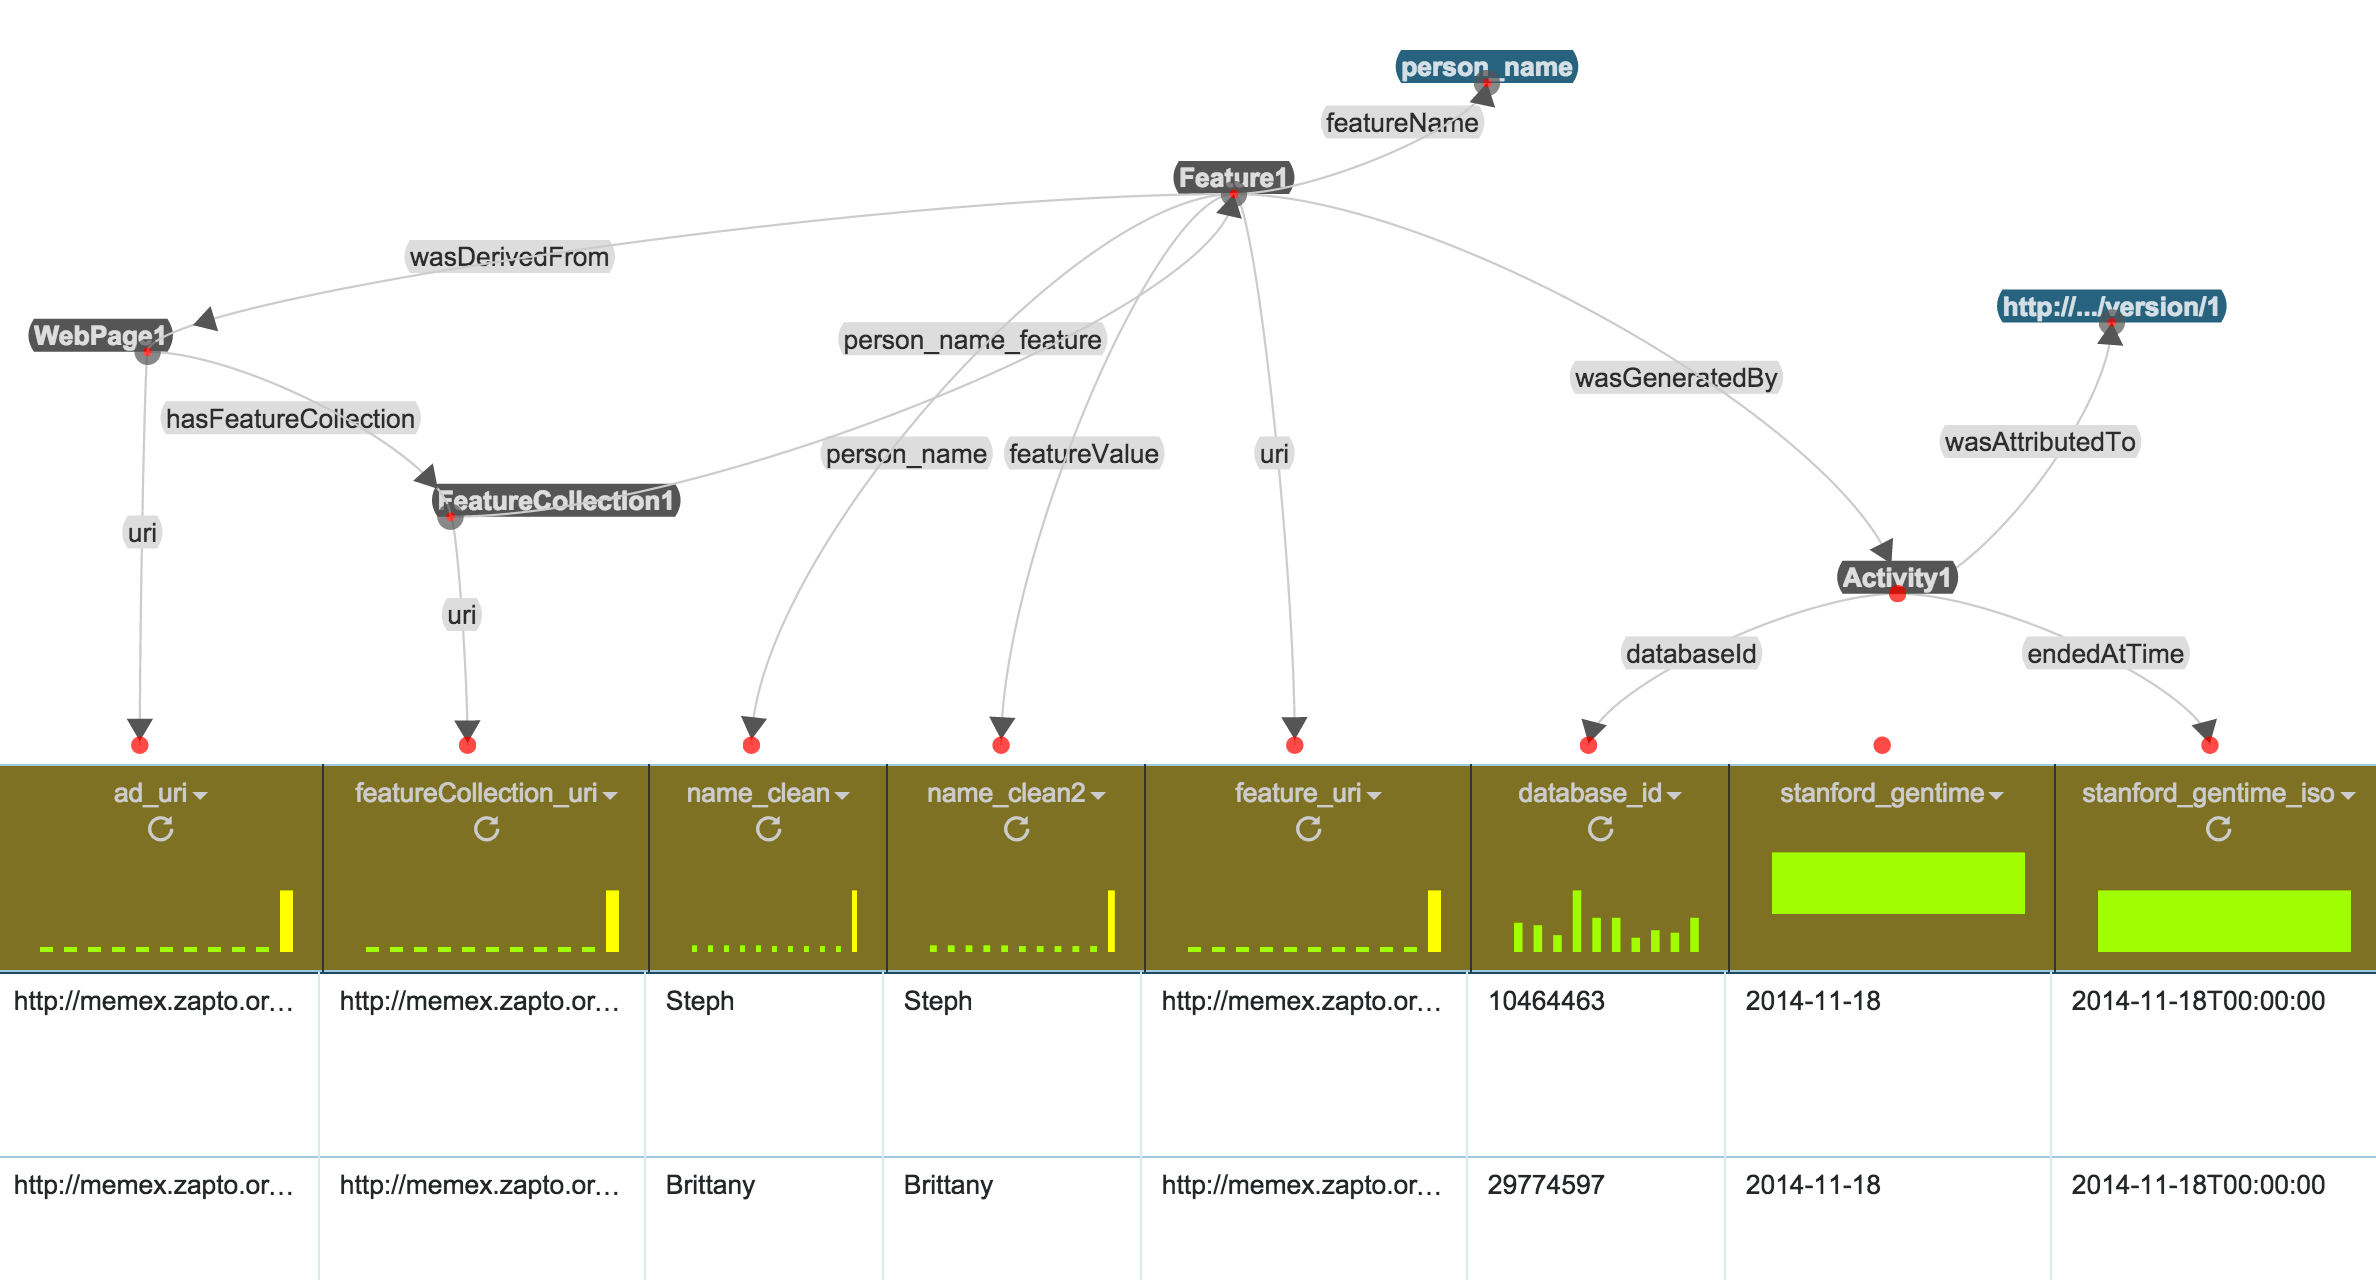 person_name
featureName
Feature1
wasDerivedFrom
http://.../version/1
WebPage1
person_name_feature
wasGeneratedBy
hasFeatureCollection
wasAttributedTo
person_name
featureValue
uri
FeatureCollection1
uri
Activity1
uri
databaseId
endedAtTime
ad_uri
featureCollection_uri
name_clean
name_clean2
feature_uri
database_id
stanford_gentime
stanford_gentime_iso
http://memex.zapto.or... http://memex.zapto.or... Steph Steph http://memex.zapto.or... 10464463 2014-11-18 2014-11-18T00:00:00
http://memex.zapto.or... http://memex.zapto.or... Brittany Brittany http://memex.zapto.or... 29774597 2014-11-18 2014-11-18T00:00:00